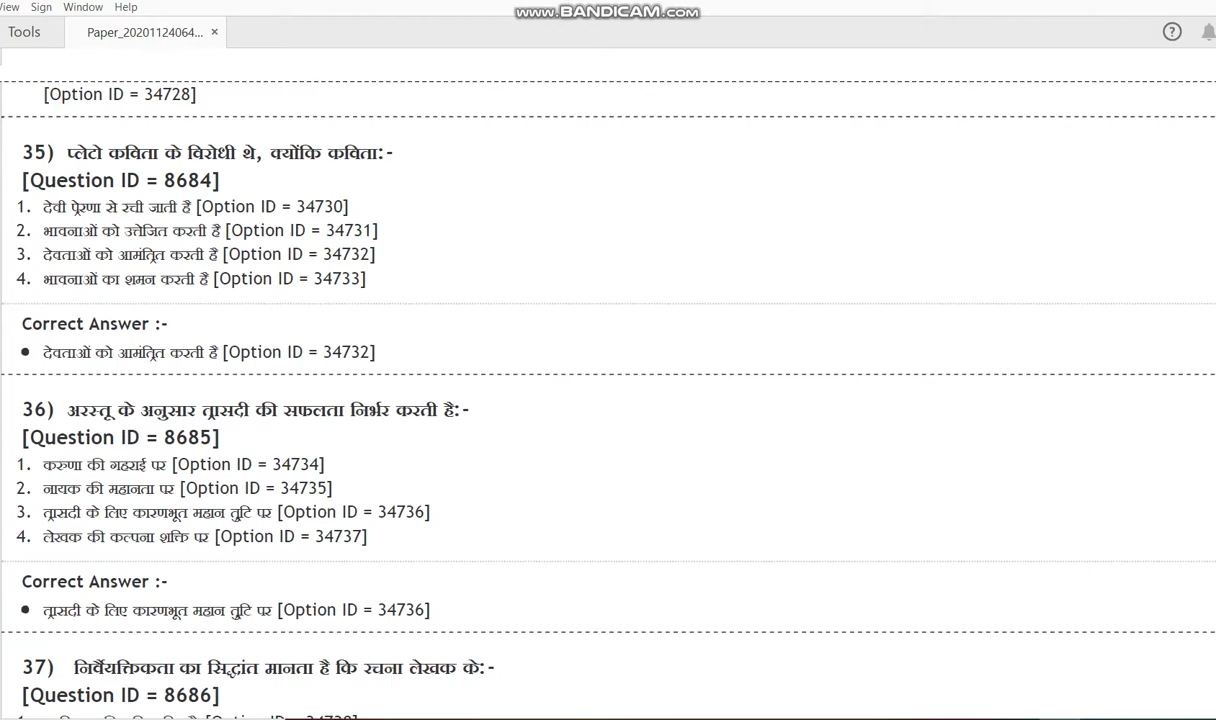 View Sign Window Help
www.BANDICAM.com
Tools Paper_20201124064... ×
[Option ID = 34728]
35) प्लेटो कविता के विरोधी थे, क्योंकि कविता:-
[Question ID = 8684]
1. देवी प्रेरणा से रची जाती है [Option ID = 34730]
2. भावनाओं को उत्तेजित करती है [Option ID = 34731]
3. देवताओं को आमंत्रित करती है [Option ID = 34732]
4. भावनाओं का शमन करती है [Option ID = 34733]
Correct Answer :-
• देवताओं को आमंत्रित करती है [Option ID = 34732]
36) अरस्तू के अनुसार त्रासदी की सफलता निर्भर करती है:-
[Question ID = 8685]
1. करुणा की गहराई पर [Option ID = 34734]
2. नायक की महानता पर [Option ID = 34735]
3. त्रासदी के लिए कारणभूत महान त्रुटि पर [Option ID = 34736]
4. लेखक की कल्पना शक्ति पर [Option ID = 34737]
Correct Answer :-
• त्रासदी के लिए कारणभूत महान त्रुटि पर [Option ID = 34736]
37) निर्वैयक्तिकता का सिद्धांत मानता है कि रचना लेखक के:-
[Question ID = 8686]